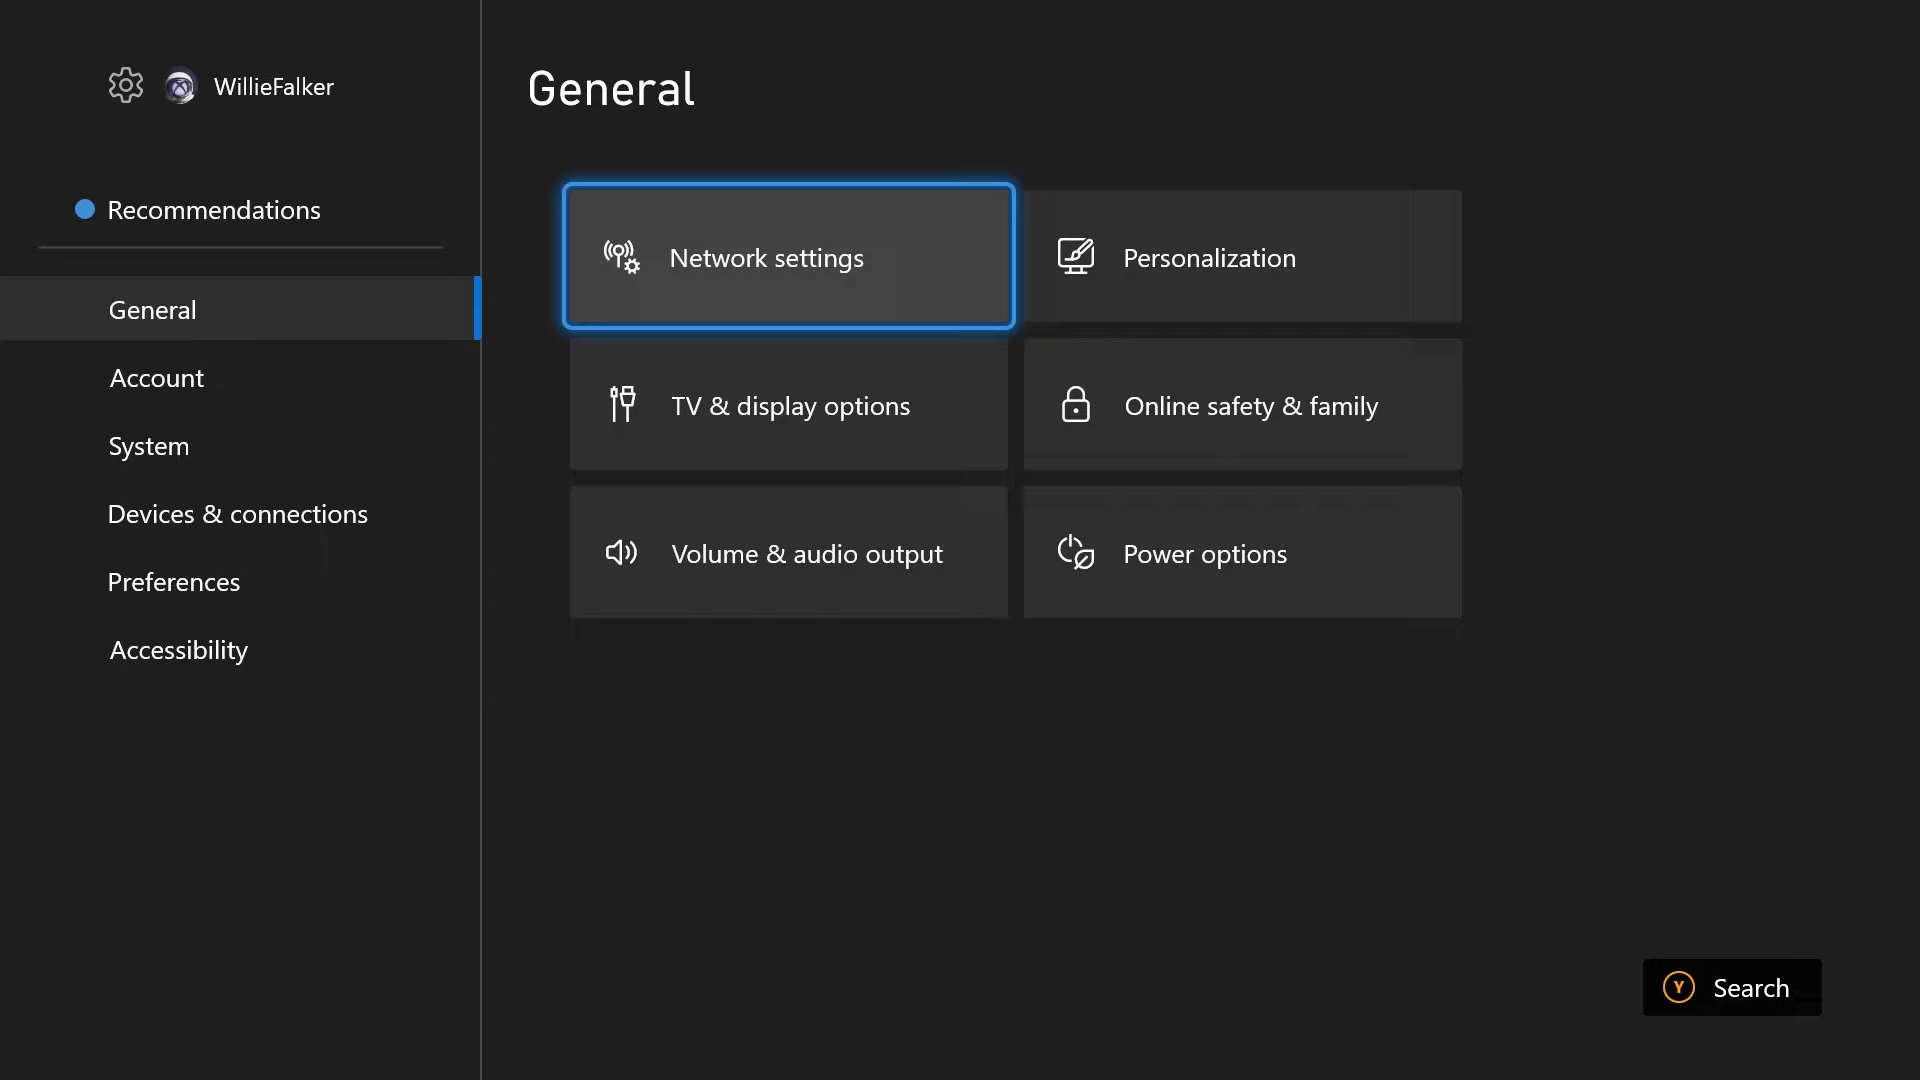 WillieFalker
Recommendations
General
Account
System
Devices & connections
Preferences
Accessibility
General
Network settings
Personalization
TV & display options
Online safety & family
Volume & audio output
Power options
Y Search